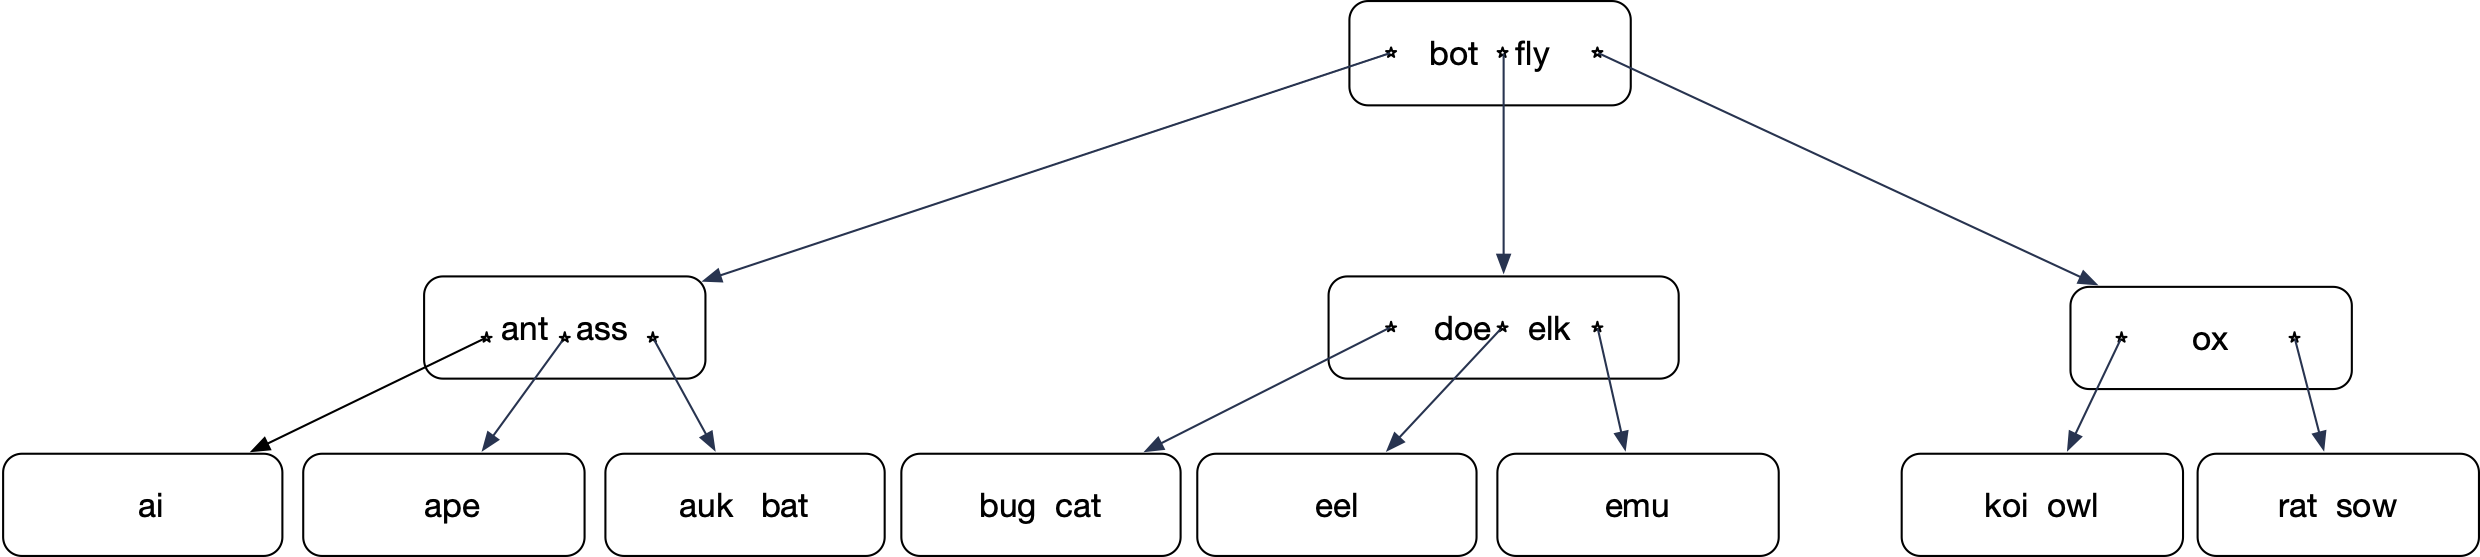 bot fly
ant ass
doe elk
ox
ai
ape
auk bat
bug cat
eel
emu
koi owl
rat sow